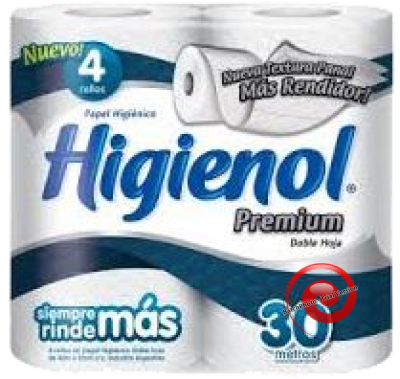 Nuevo!
4
rollos
Nueva Textura Panal
Más Rendidor!
Papel Higiénico
Higienol®
Premium
Doble Hoja
siempre
rinde más
30
metros